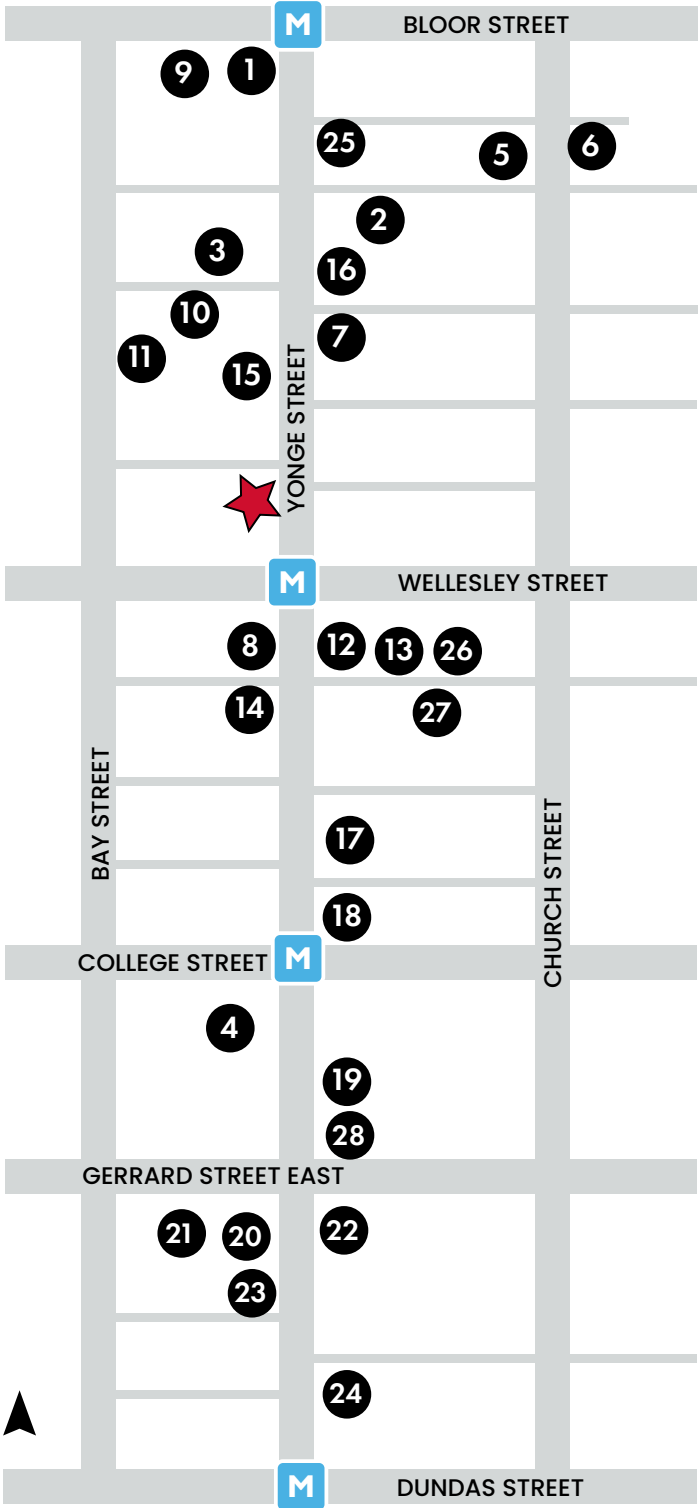 M
BLOOR STREET
9
1
25
5
6
2
3
16
10
7
11
15
YONGE STREET
M
WELLESLEY STREET
8
12
13
26
14
27
BAY STREET
17
CHURCH STREET
18
COLLEGE STREET
M
4
19
28
GERRARD STREET EAST
21
20
22
23
24
M
DUNDAS STREET